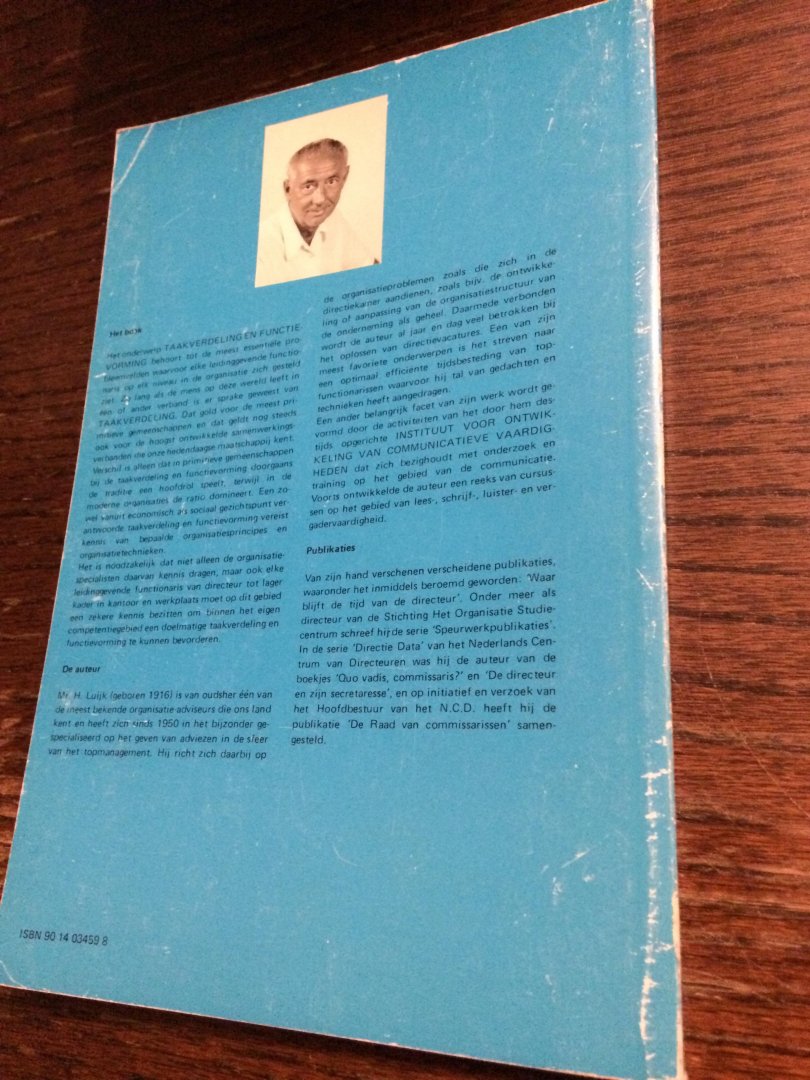 Het boek
Het onderwerp TAAKVERDELING EN FUNCTIE-
VORMING behoort tot de meest essentiële pro-
bleemvelden waarvoor elke leidinggevende functio-
naris op elk niveau in de organisatie zich gesteld
ziet. Zo lang als de mens op deze wereld leeft in
een of ander verband is er sprake geweest van
TAAKVERDELING. Dat gold voor de meest pri-
mitieve gemeenschappen en dat geldt nog steeds
ook voor de hoogst ontwikkelde samenwerkings-
verbanden die onze hedendaagse maatschappij kent.
Verschil is alleen dat in primitieve gemeenschappen
bij de taakverdeling en functievorming doorgaans
de traditie een hoofdrol speelt, terwijl in de
moderne organisaties de ratio domineert. Een zo-
wel vanuit economisch als sociaal gezichtspunt ver-
antwoorde taakverdeling en functievorming vereist
kennis van bepaalde organisatieprincipes en
organisatietechnieken.
Het is noodzakelijk dat niet alleen de organisatie-
specialisten daarvan kennis dragen, maar ook elke
leidinggevende functionaris van directeur tot lager
kader in kantoor en werkplaats moet op dit gebied
een zekere kennis bezitten om binnen het eigen
competentiegebied een doelmatige taakverdeling en
functievorming te kunnen bevorderen.
De auteur
Mr. H. Luijk (geboren 1916) is van oudsher één van
de meest bekende organisatie-adviseurs die ons land
kent en heeft zich sinds 1950 in het bijzonder ge-
specialiseerd op het geven van adviezen in de sfeer
van het topmanagement. Hij richt zich daarbij op
de organisatieproblemen zoals die zich in de
directiekamer aandienen, zoals bijv. de ontwikke-
ling of aanpassing van de organisatiestructuur van
de onderneming als geheel. Daarmede verbonden
wordt de auteur al jaar en dag veel betrokken bij
het oplossen van directievacatures. Een van zijn
meest favoriete onderwerpen is het streven naar
een optimaal efficiente tijdsbesteding van top-
functionarissen waarvoor hij tal van gedachten en
technieken heeft aangedragen.
Een ander belangrijk facet van zijn werk wordt ge-
vormd door de activiteiten van het door hem des-
tijds opgerichte INSTITUUT VOOR ONTWIK-
KELING VAN COMMUNICATIEVE VAARDIG-
HEDEN dat zich bezighoudt met onderzoek en
training op het gebied van de communicatie.
Voorts ontwikkelde de auteur een reeks van cursus-
sen op het gebied van lees-, schrijf-, luister- en ver-
gadervaardigheid.
Publikaties
Van zijn hand verschenen verscheidene publikaties,
waaronder het inmiddels beroemd geworden: 'Waar
blijft de tijd van de directeur'. Onder meer als
directeur van de Stichting Het Organisatie Studie-
centrum schreef hij de serie 'Speurwerkpublikaties'.
In de serie 'Directie Data' van het Nederlands Cen-
trum van Directeuren was hij de auteur van de
boekjes 'Quo vadis, commissaris?' en 'De directeur
en zijn secretaresse', en op initiatief en verzoek van
het Hoofdbestuur van het N.C.D. heeft hij de
publikatie 'De Raad van commissarissen' samen-
gesteld.
ISBN 90 14 03459 8